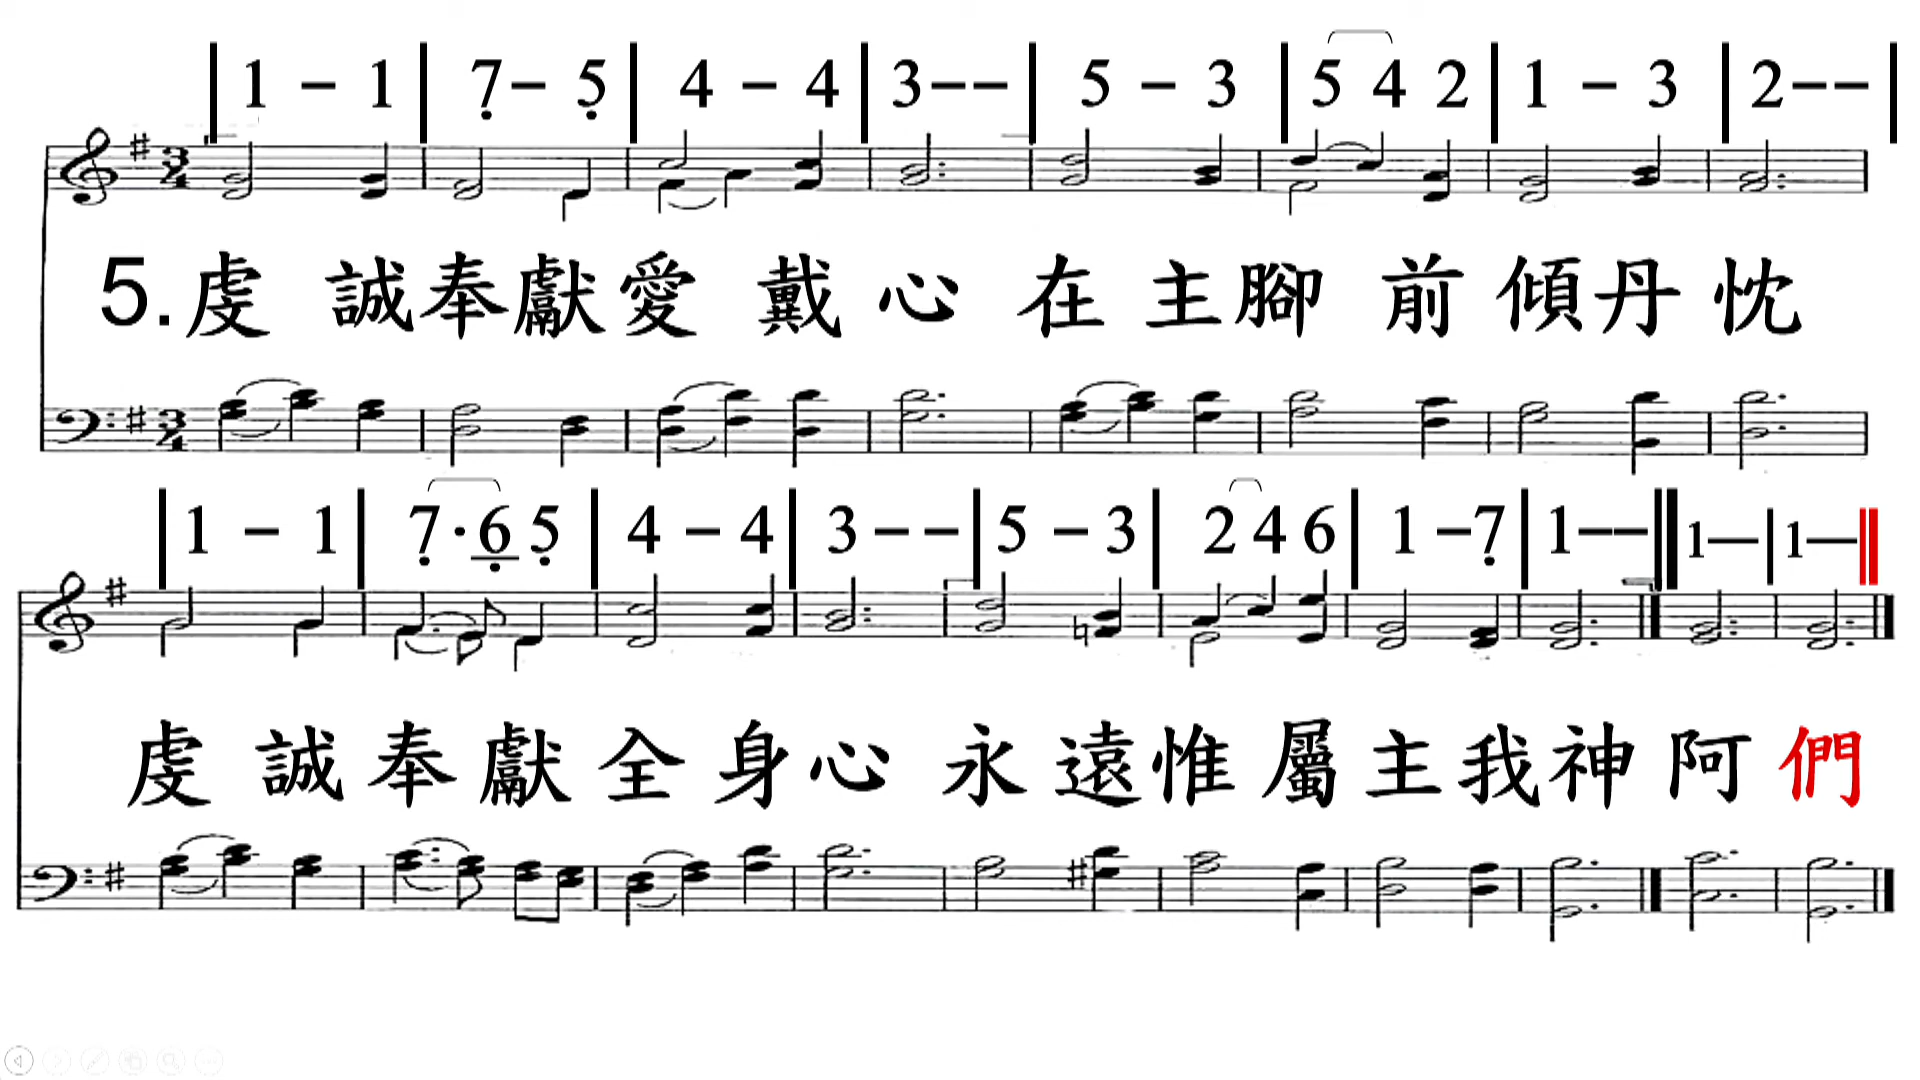 1 － 1 | 7－ 5 | 4 － 4 | 3－－ | 5 － 3 | 5 4 2 | 1 － 3 | 2－－ |
5.虔 誠奉獻愛 戴 心 在 主腳 前 傾丹 忱
| 1 － 1 | 7·6 5 | 4 － 4 | 3－－ | 5 － 3 | 2 4 6 | 1 －7 | 1－－ || 1— | 1— ||
虔 誠 奉 獻 全 身心 永 遠惟 屬 主我神 阿 們